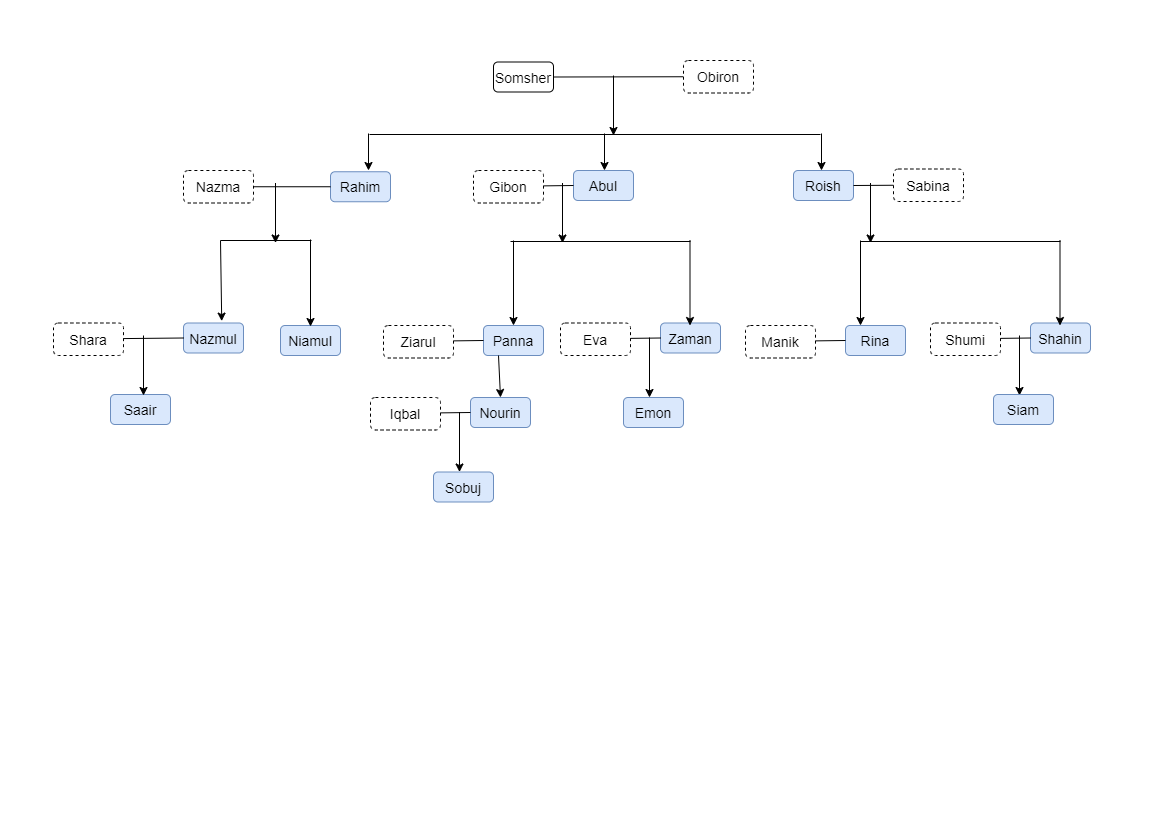 Somsher
Obiron
Nazma
Rahim
Gibon
Abul
Roish
Sabina
Shara
Nazmul
Niamul
Ziarul
Panna
Eva
Zaman
Manik
Rina
Shumi
Shahin
Saair
Iqbal
Nourin
Emon
Siam
Sobuj